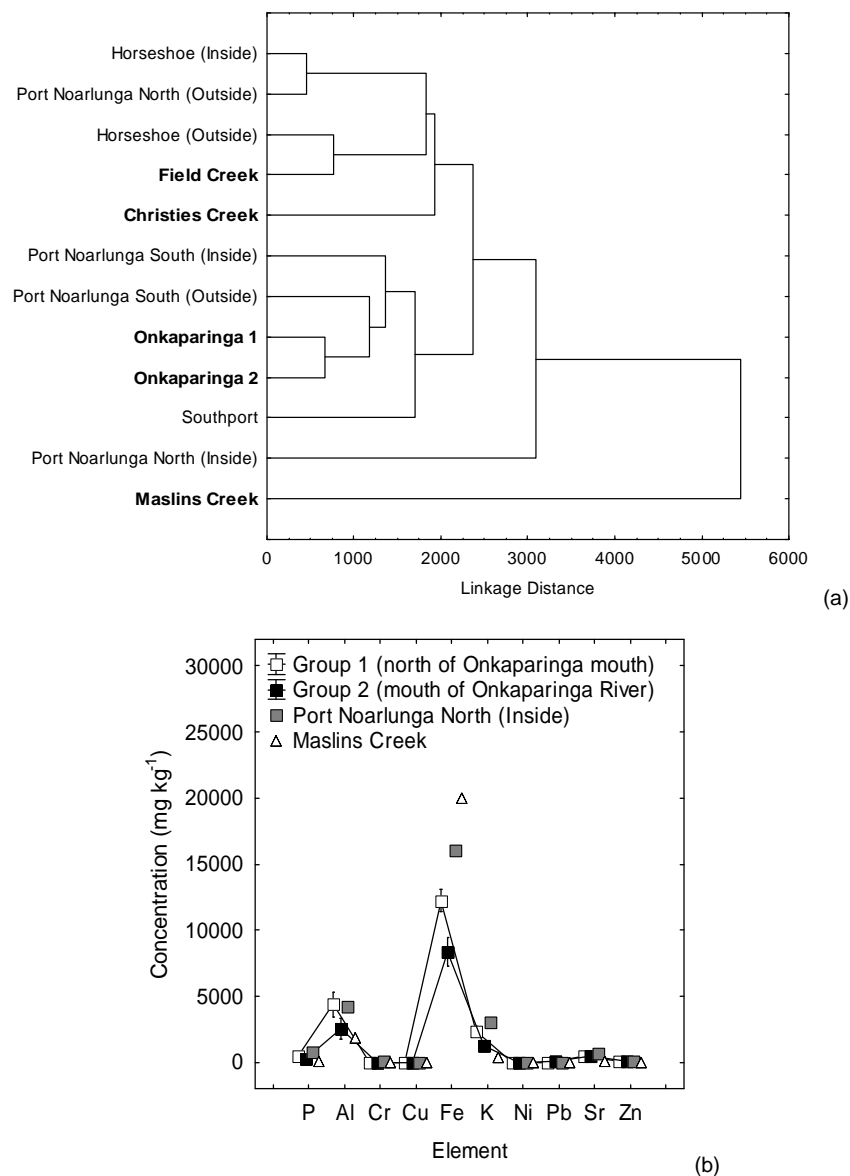 Horseshoe (Inside)
Port Noarlunga North (Outside)
Horseshoe (Outside)
Field Creek
Christies Creek
Port Noarlunga South (Inside)
Port Noarlunga South (Outside)
Onkaparinga 1
Onkaparinga 2
Southport
Port Noarlunga North (Inside)
Maslins Creek
0 1000 2000 3000 4000 5000 6000
Linkage Distance
(a)
Group 1 (north of Onkaparinga mouth)
Group 2 (mouth of Onkaparinga River)
Port Noarlunga North (Inside)
Maslins Creek
30000
25000
20000
15000
10000
5000
0
Concentration (mg kg⁻¹)
P Al Cr Cu Fe K Ni Pb Sr Zn
Element
(b)